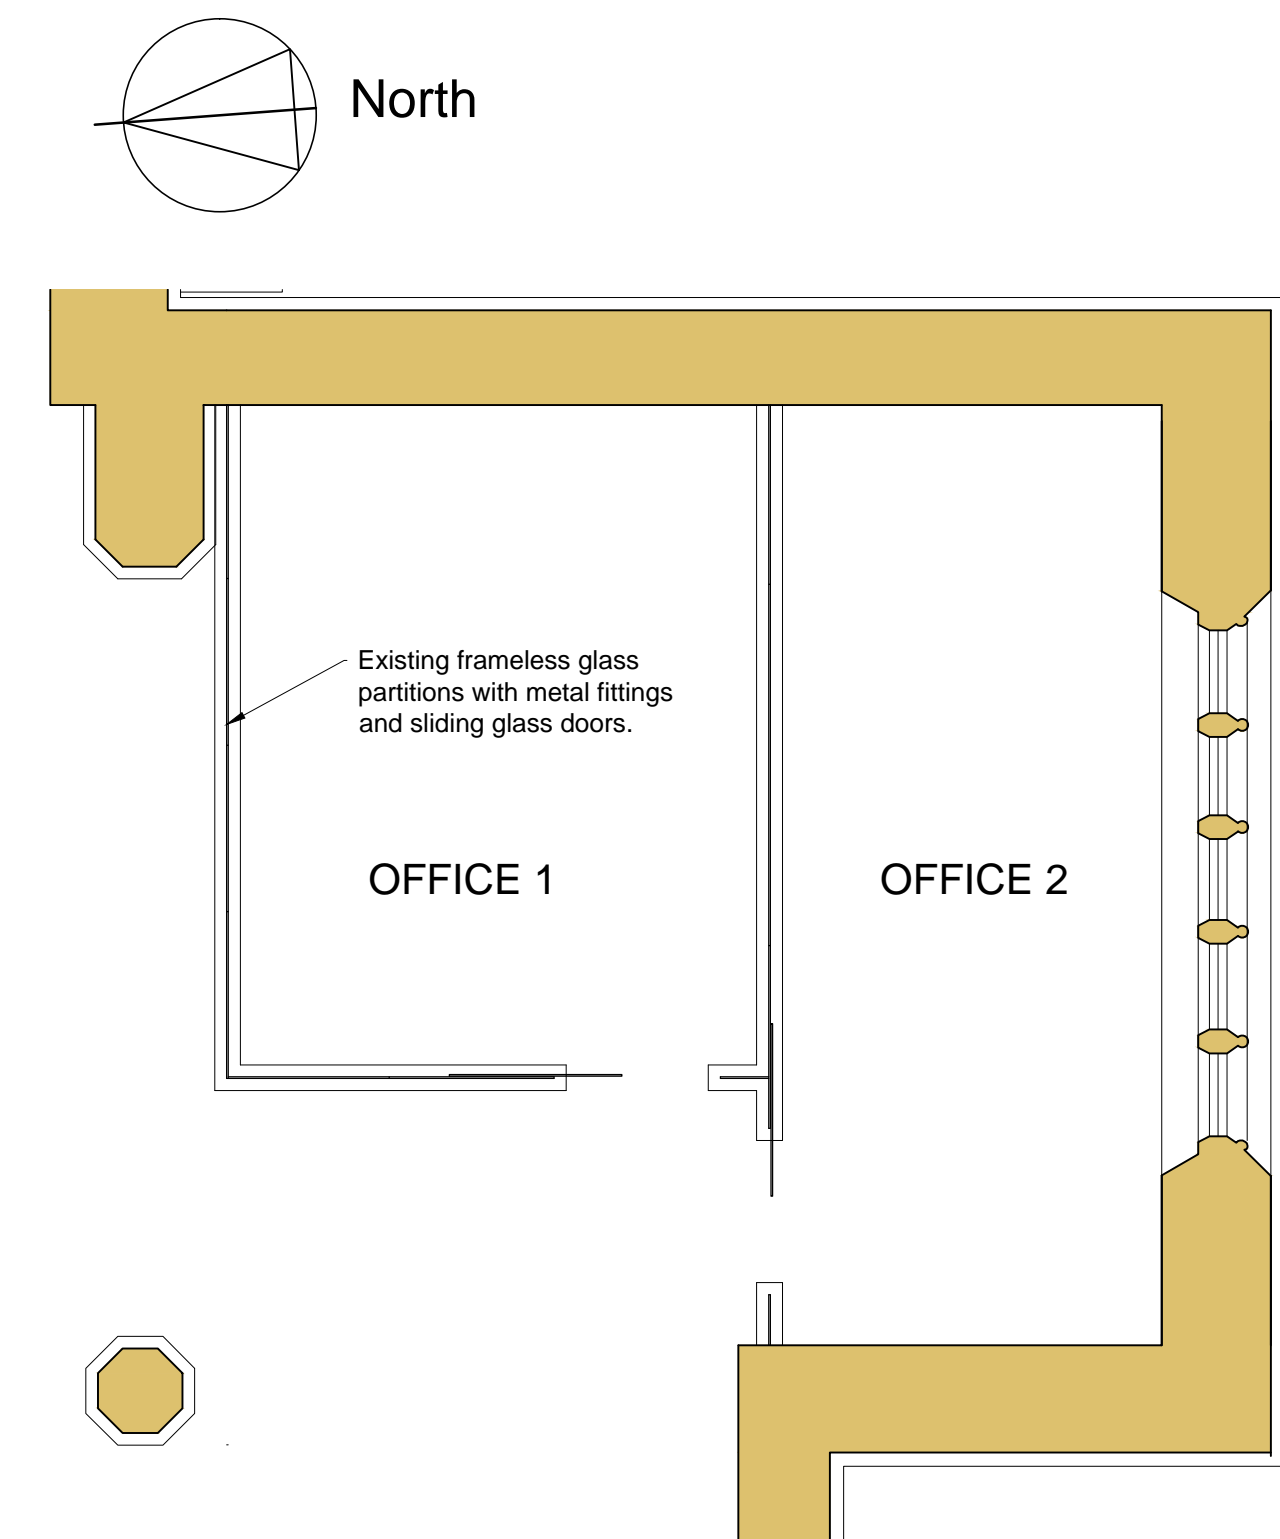 North
Existing frameless glass
partitions with metal fittings
and sliding glass doors.
OFFICE 1
OFFICE 2